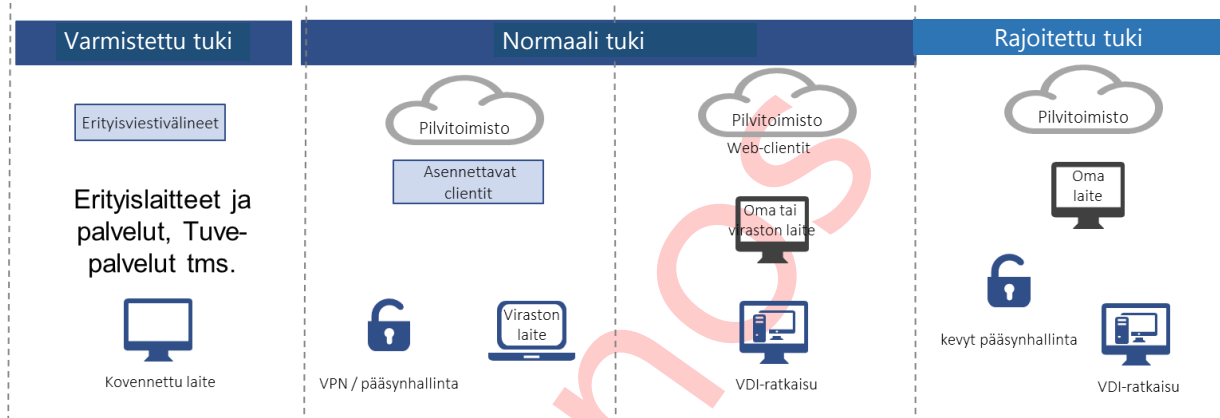 Varmistettu tuki
Normaali tuki
Rajoitettu tuki
Erityisviestivälineet
Erityislaitteet ja
palvelut, Tuve-
palvelut tms.
Kovennettu laite
Pilvitoimisto
Asennettavat
clientit
VPN / pääsynhallinta
Viraston
laite
Pilvitoimisto
Web-clientit
Oma tai
viraston laite
VDI-ratkaisu
Pilvitoimisto
Oma
laite
kevyt pääsynhallinta
VDI-ratkaisu
nos